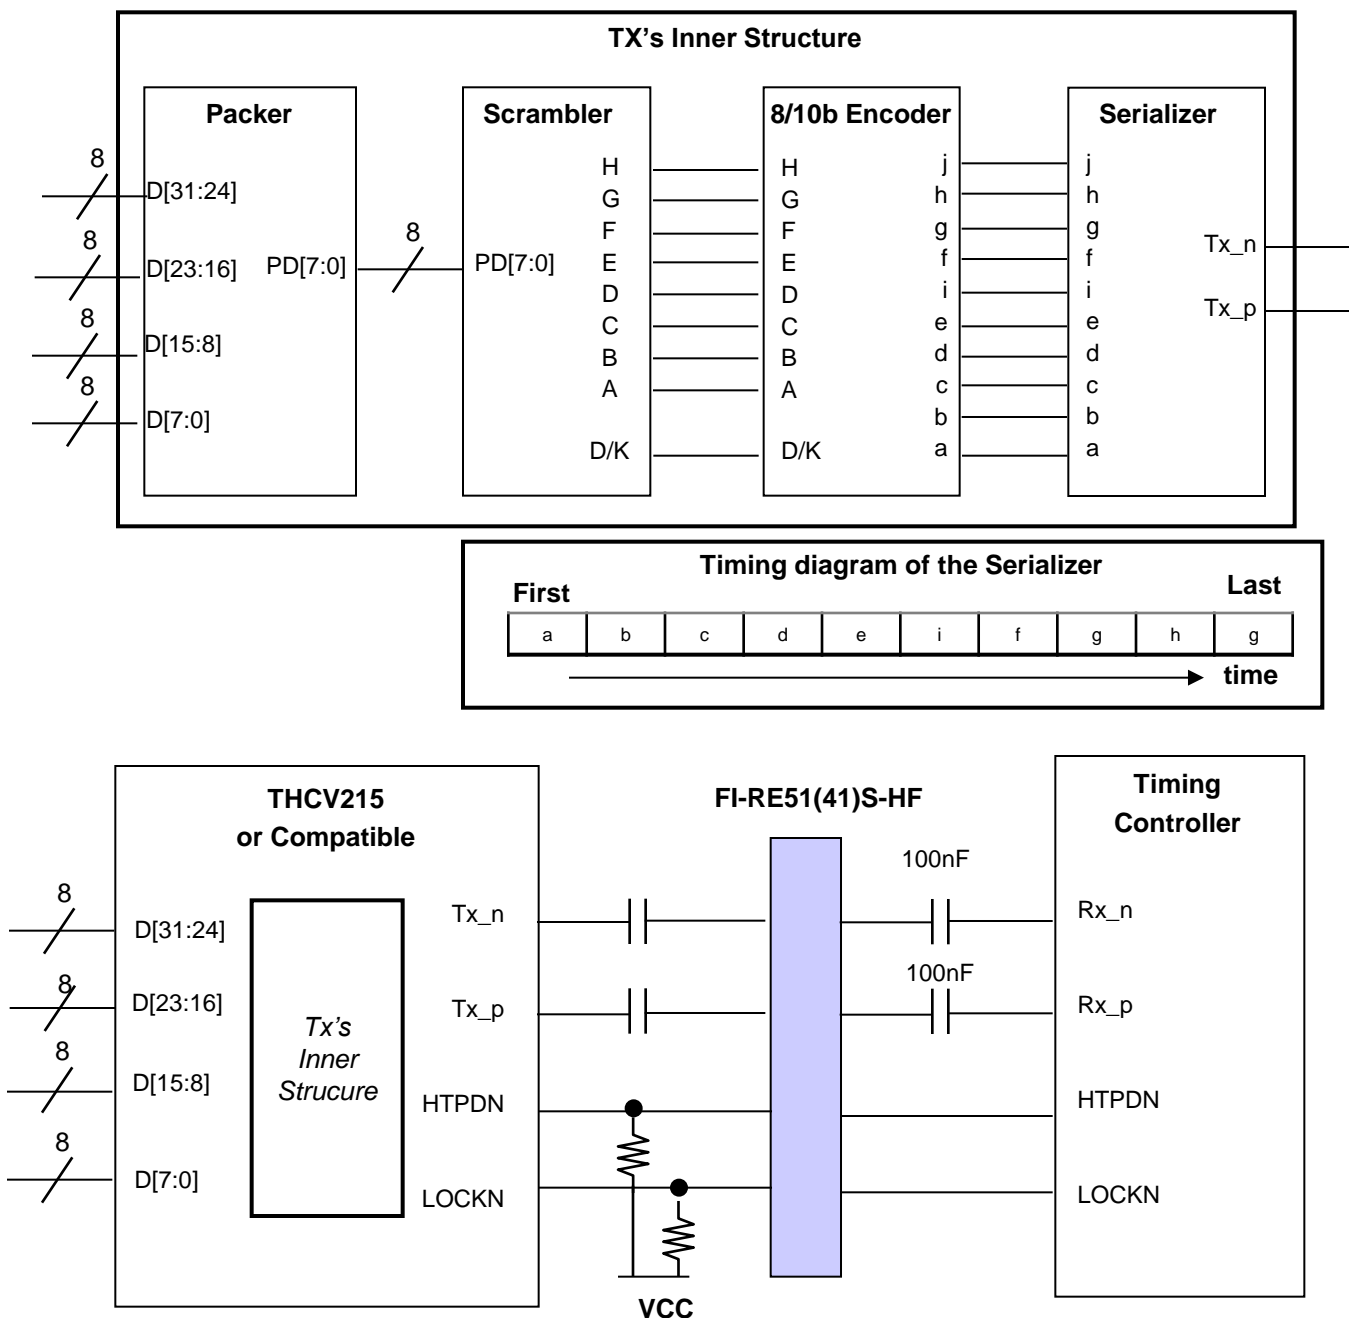 TX's Inner Structure
Packer
Scrambler
8/10b Encoder
Serializer
8
D[31:24]
8
D[23:16]
8
D[15:8]
8
D[7:0]
PD[7:0]
8
PD[7:0]
H
G
F
E
D
C
B
A
D/K
H
G
F
E
D
C
B
A
D/K
j
h
g
f
i
e
d
c
b
a
j
h
g
f
i
e
d
c
b
a
Tx_n
Tx_p
Timing diagram of the Serializer
First
Last
a b c d e i f g h g
time
THCV215
or Compatible
8
D[31:24]
8
D[23:16]
8
D[15:8]
8
D[7:0]
Tx's
Inner
Strucure
Tx_n
Tx_p
HTPDN
LOCKN
VCC
FI-RE51(41)S-HF
100nF
100nF
Timing
Controller
Rx_n
Rx_p
HTPDN
LOCKN